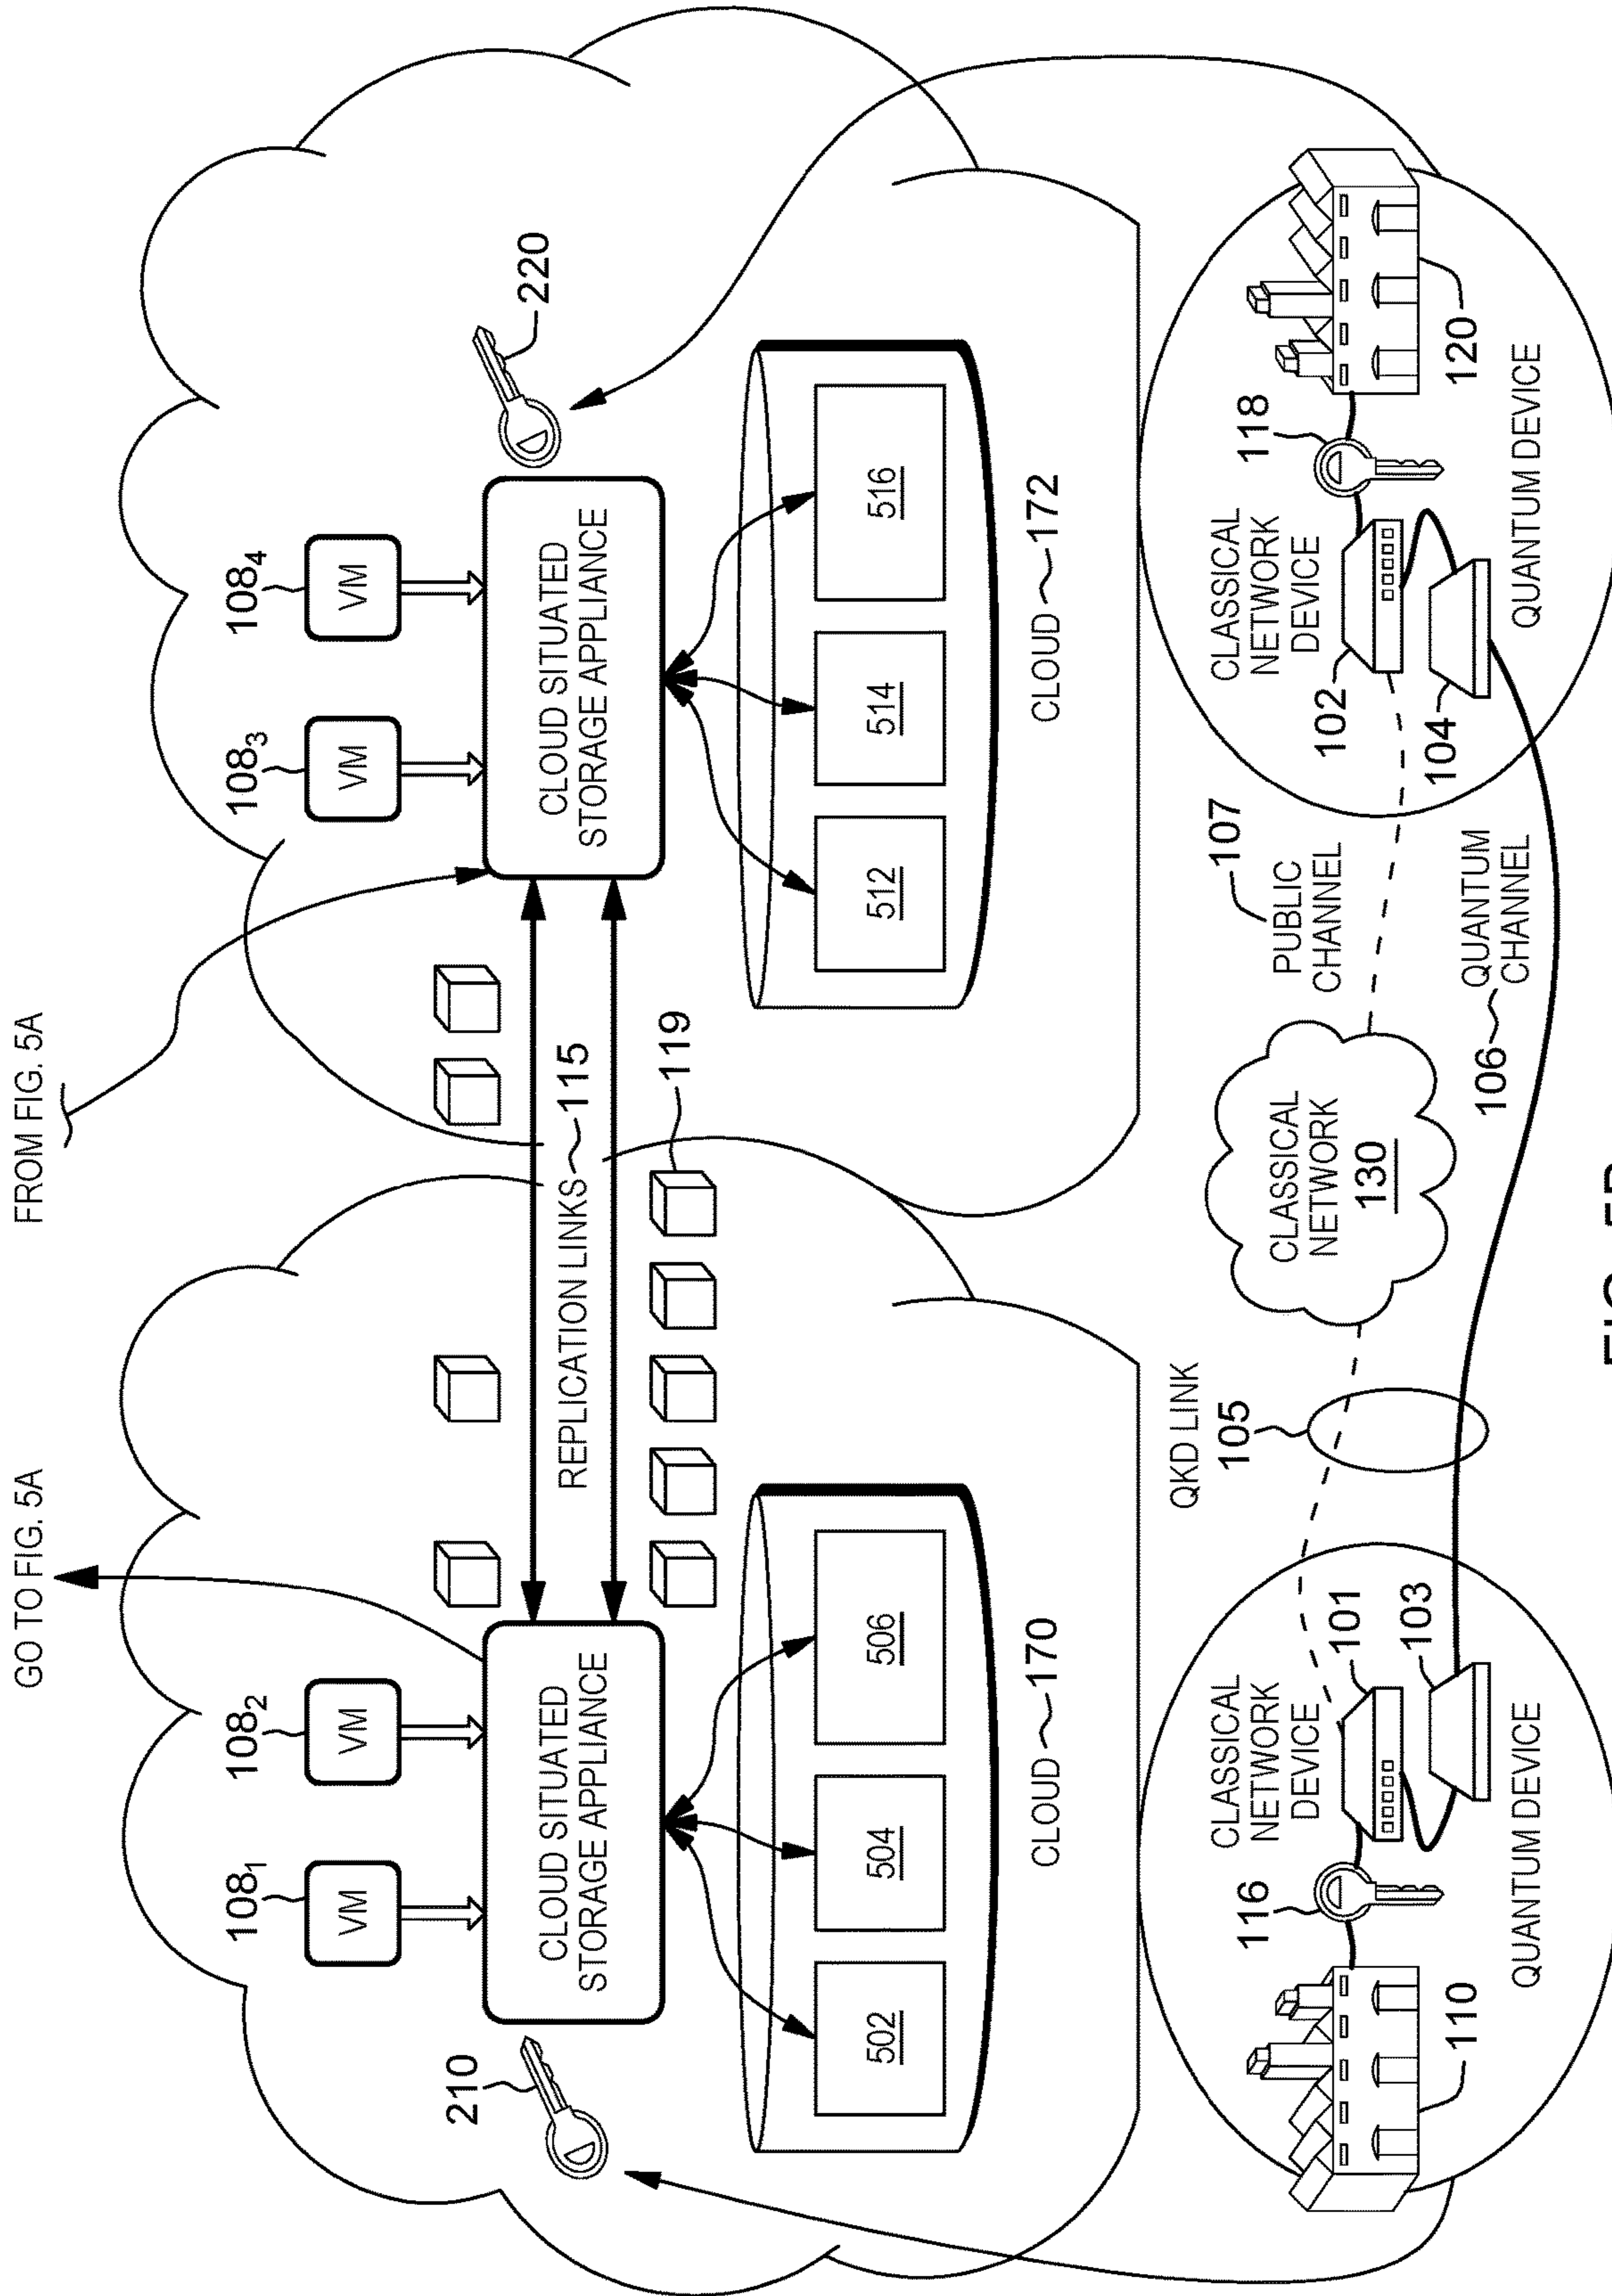 GO TO FIG. 5A
FROM FIG. 5A
108₁
108₂
108₃
108₄
VM
VM
VM
VM
210
220
CLOUD SITUATED
STORAGE APPLIANCE
CLOUD SITUATED
STORAGE APPLIANCE
REPLICATION LINKS
115
119
502
504
506
512
514
516
CLOUD
170
CLOUD
172
QKD LINK
105
107
PUBLIC
CHANNEL
CLASSICAL
NETWORK
130
106
QUANTUM
CHANNEL
CLASSICAL
NETWORK
DEVICE
116
101
103
110
QUANTUM DEVICE
CLASSICAL
NETWORK
DEVICE
102
104
118
120
QUANTUM DEVICE